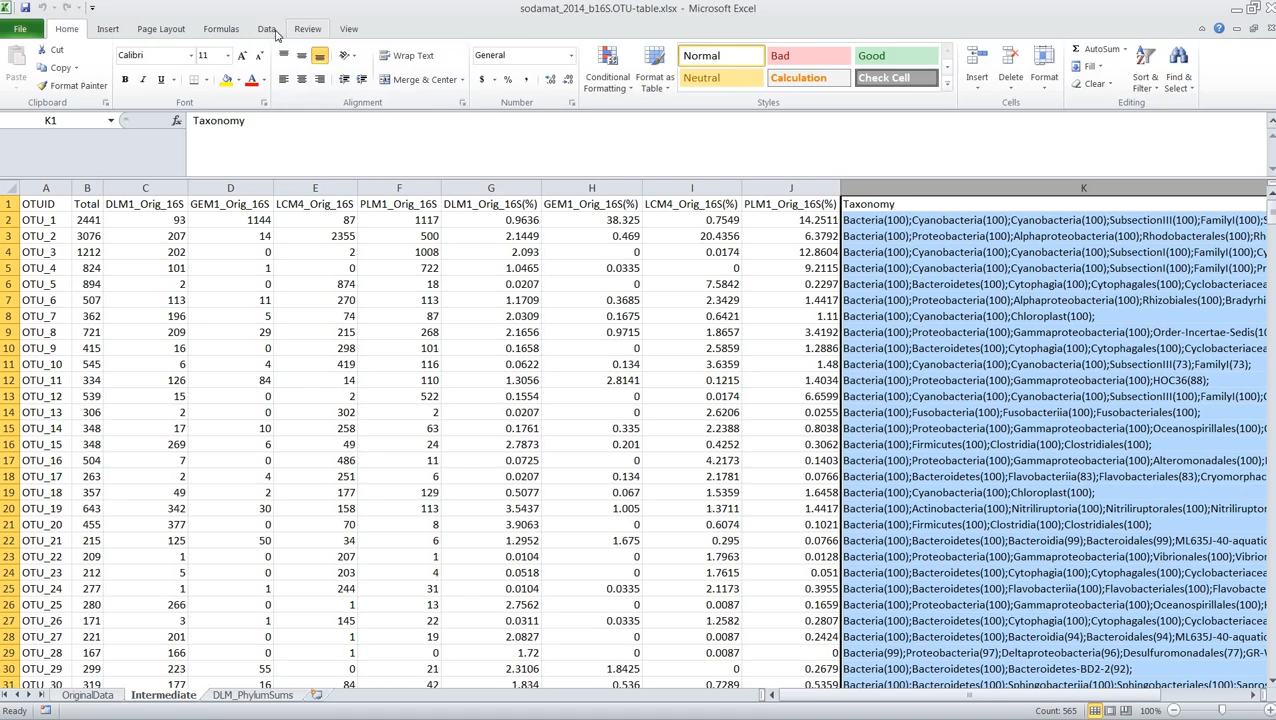 sodamat_2014_b16S.OTU-table.xlsx - Microsoft Excel
File Home Insert Page Layout Formulas Data Review View
Cut Calibri 11 Wrap Text General Normal Bad Good AutoSum
Paste Copy Conditional Formatting Format as Table Neutral Calculation Check Cell Insert Delete Format Fill Sort & Filter Find & Select
Format Painter B I U A Merge & Center $ % , Clear
Clipboard Font Alignment Number Styles Cells Editing
K1 fx Taxonomy
A B C D E F G H I J K
1 OTUID Total DLM1_Orig_16S GEM1_Orig_16S LCM4_Orig_16S PLM1_Orig_16S DLM1_Orig_16S(%) GEM1_Orig_16S(%) LCM4_Orig_16S(%) PLM1_Orig_16S(%) Taxonomy
2 OTU_1 2441 93 1144 87 1117 0.9636 38.325 0.7549 14.2511 Bacteria(100);Cyanobacteria(100);Cyanobacteria(100);SubsectionIII(100);FamilyI(100);S
3 OTU_2 3076 207 14 2355 500 2.1449 0.469 20.4356 6.3792 Bacteria(100);Proteobacteria(100);Alphaproteobacteria(100);Rhodobacterales(100);Rh
4 OTU_3 1212 202 0 2 1008 2.093 0 0.0174 12.8604 Bacteria(100);Cyanobacteria(100);Cyanobacteria(100);SubsectionI(100);FamilyI(100);Cy
5 OTU_4 824 101 1 0 722 1.0465 0.0335 0 9.2115 Bacteria(100);Cyanobacteria(100);Cyanobacteria(100);SubsectionI(100);FamilyI(100);Pr
6 OTU_5 894 2 0 874 18 0.0207 0 7.5842 0.2297 Bacteria(100);Bacteroidetes(100);Cytophagia(100);Cytophagales(100);Cyclobacteriacea
7 OTU_6 507 113 11 270 113 1.1709 0.3685 2.3429 1.4417 Bacteria(100);Proteobacteria(100);Alphaproteobacteria(100);Rhizobiales(100);Bradyrhi
8 OTU_7 362 196 5 74 87 2.0309 0.1675 0.6421 1.11 Bacteria(100);Cyanobacteria(100);Chloroplast(100);
9 OTU_8 721 209 29 215 268 2.1656 0.9715 1.8657 3.4192 Bacteria(100);Proteobacteria(100);Gammaproteobacteria(100);Order-Incertae-Sedis(1
10 OTU_9 415 16 0 298 101 0.1658 0 2.5859 1.2886 Bacteria(100);Bacteroidetes(100);Cytophagia(100);Cytophagales(100);Cyclobacteriacea
11 OTU_10 545 6 4 419 116 0.0622 0.134 3.6359 1.48 Bacteria(100);Cyanobacteria(100);Cyanobacteria(100);SubsectionIII(73);FamilyI(73);
12 OTU_11 334 126 84 14 110 1.3056 2.8141 0.1215 1.4034 Bacteria(100);Proteobacteria(100);Gammaproteobacteria(100);HOC36(88);
13 OTU_12 539 15 0 2 522 0.1554 0 0.0174 6.6599 Bacteria(100);Cyanobacteria(100);Cyanobacteria(100);SubsectionIII(100);FamilyI(100);C
14 OTU_13 306 2 0 302 2 0.0207 0 2.6206 0.0255 Bacteria(100);Fusobacteria(100);Fusobacteriia(100);Fusobacteriales(100);
15 OTU_14 348 17 10 258 63 0.1761 0.335 2.2388 0.8038 Bacteria(100);Proteobacteria(100);Gammaproteobacteria(100);Oceanospirillales(100);C
16 OTU_15 348 269 6 49 24 2.7873 0.201 0.4252 0.3062 Bacteria(100);Firmicutes(100);Clostridia(100);Clostridiales(100);
17 OTU_16 504 7 0 486 11 0.0725 0 4.2173 0.1403 Bacteria(100);Proteobacteria(100);Gammaproteobacteria(100);Alteromonadales(100);I
18 OTU_17 263 2 4 251 6 0.0207 0.134 2.1781 0.0766 Bacteria(100);Bacteroidetes(100);Flavobacteriia(83);Flavobacteriales(83);Cryomorphac
19 OTU_18 357 49 2 177 129 0.5077 0.067 1.5359 1.6458 Bacteria(100);Cyanobacteria(100);Chloroplast(100);
20 OTU_19 643 342 30 158 113 3.5437 1.005 1.3711 1.4417 Bacteria(100);Actinobacteria(100);Nitriliruptoria(100);Nitriliruptorales(100);Nitrilirupto
21 OTU_20 455 377 0 70 8 3.9063 0 0.6074 0.1021 Bacteria(100);Firmicutes(100);Clostridia(100);Clostridiales(100);
22 OTU_21 215 125 50 34 6 1.2952 1.675 0.295 0.0766 Bacteria(100);Bacteroidetes(100);Bacteroidia(99);Bacteroidales(99);ML635J-40-aquatic
23 OTU_22 209 1 0 207 1 0.0104 0 1.7963 0.0128 Bacteria(100);Proteobacteria(100);Gammaproteobacteria(100);Vibrionales(100);Vibrion
24 OTU_23 212 5 0 203 4 0.0518 0 1.7615 0.051 Bacteria(100);Bacteroidetes(100);Cytophagia(100);Cytophagales(100);Cyclobacteriacea
25 OTU_24 277 1 1 244 31 0.0104 0.0335 2.1173 0.3955 Bacteria(100);Bacteroidetes(100);Flavobacteriia(100);Flavobacteriales(100);
26 OTU_25 280 266 0 1 13 2.7562 0 0.0087 0.1659 Bacteria(100);Proteobacteria(100);Gammaproteobacteria(100);Oceanospirillales(100);
27 OTU_26 171 3 1 145 22 0.0311 0.0335 1.2582 0.2807 Bacteria(100);Bacteroidetes(100);Cytophagia(100);Cytophagales(100);Cyclobacteriacea
28 OTU_27 221 201 0 1 19 2.0827 0 0.0087 0.2424 Bacteria(100);Bacteroidetes(100);Bacteroidia(94);Bacteroidales(94);ML635J-40-aquatic
29 OTU_28 167 166 0 1 0 1.72 0 0.0087 0 Bacteria(99);Proteobacteria(97);Deltaproteobacteria(96);Desulfuromonadales(77);GR-
30 OTU_29 299 223 55 0 21 2.3106 1.8425 0 0.2679 Bacteria(100);Bacteroidetes(100);Bacteroidetes-BD2-2(92);
31 OTU_30 319 177 16 84 42 1.834 0.536 0.7289 0.5359 Bacteria(100);Bacteroidetes(100);Sphingobacteriia(100);Sphingobacteriales(100);
OriginalData Intermediate DLM_PhylumSums
Ready Count: 565 100%